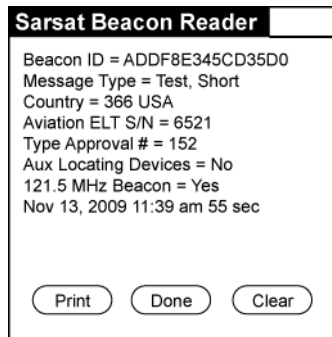 Sarsat Beacon Reader
Beacon ID = ADDF8E345CD35D0
Message Type = Test, Short
Country = 366 USA
Aviation ELT S/N = 6521
Type Approval # = 152
Aux Locating Devices = No
121.5 MHz Beacon = Yes
Nov 13, 2009 11:39 am 55 sec
Print Done Clear